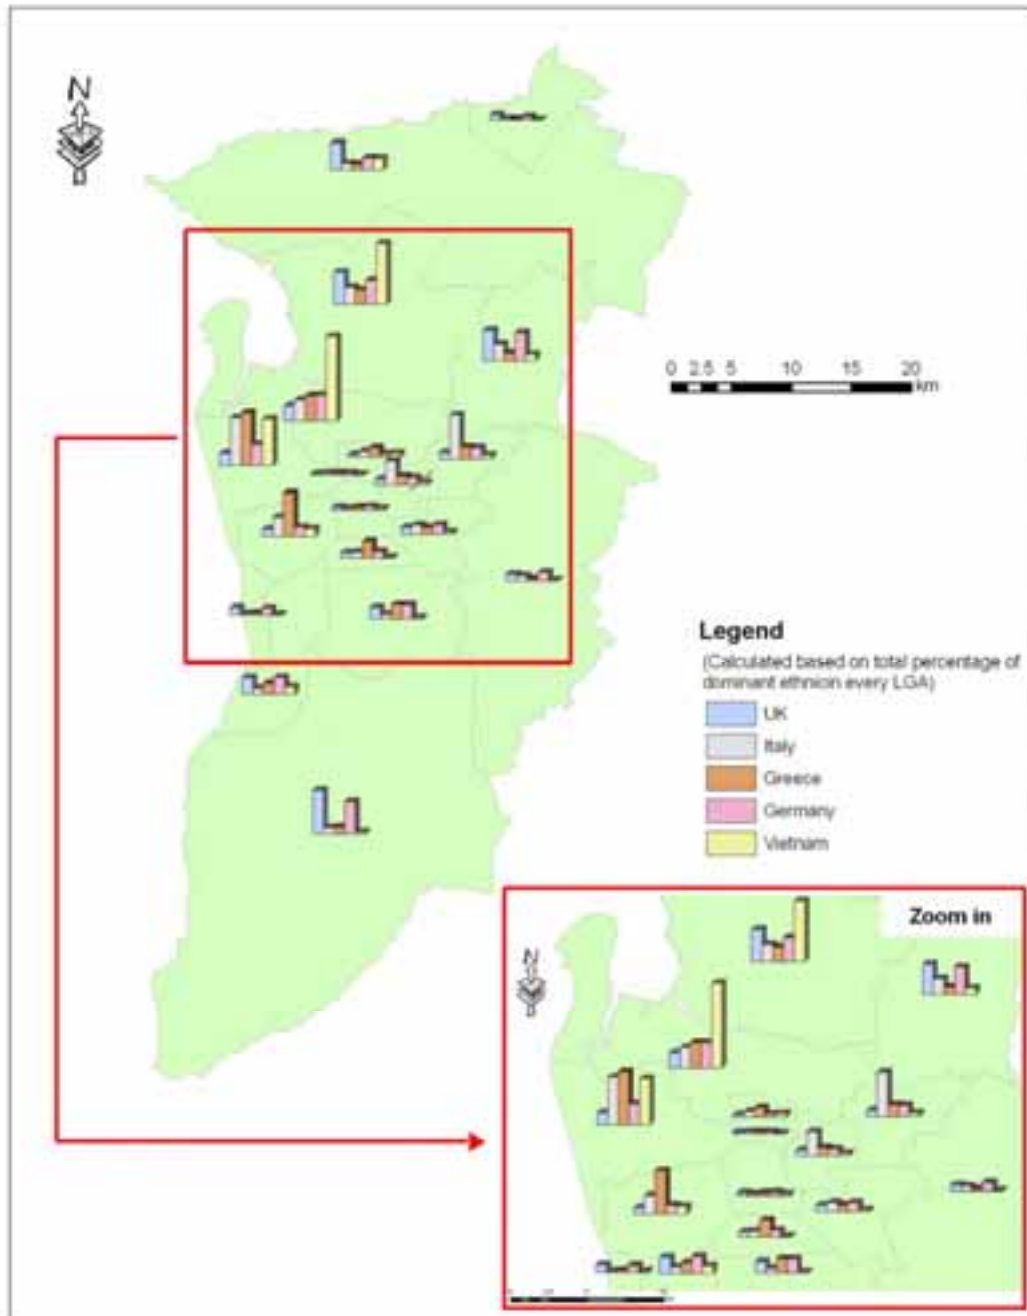 N
0 2.5 5 10 15 20
km
Legend
(Calculated based on total percentage of
dominant ethnicin every LGA)
UK
Italy
Greece
Germany
Vietnam
Zoom in
N